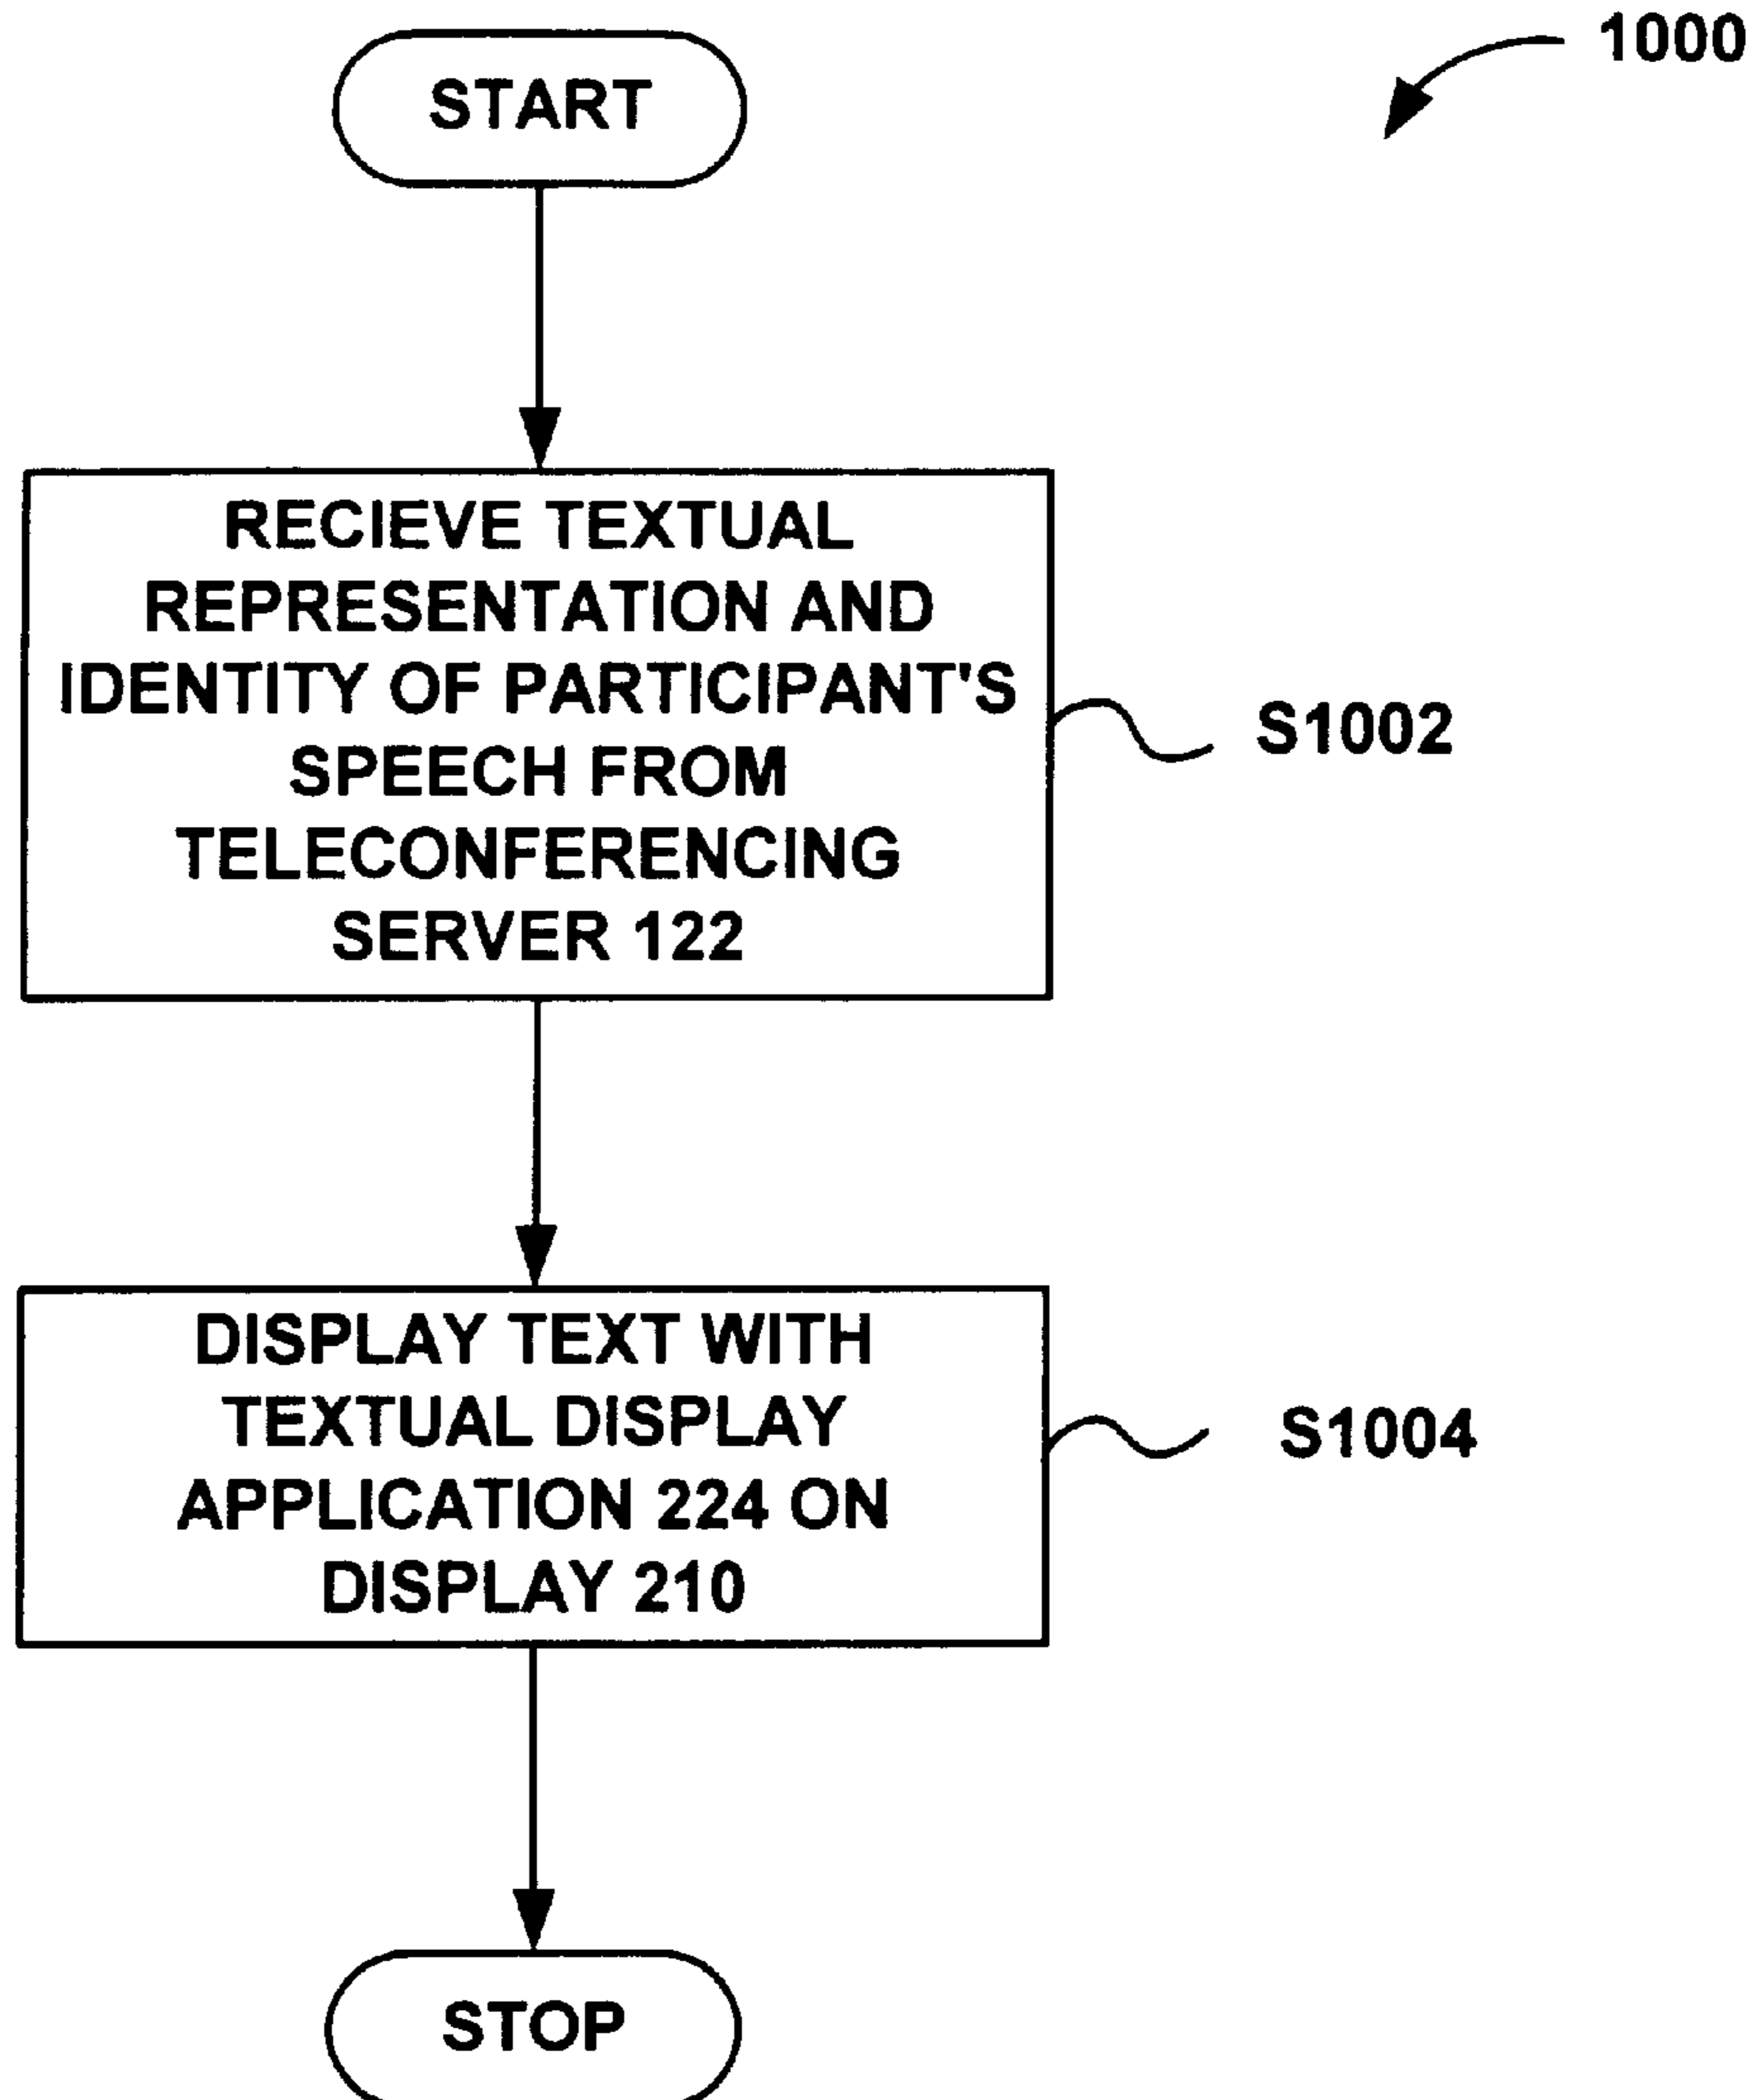 1000
START
RECIEVE TEXTUAL
REPRESENTATION AND
IDENTITY OF PARTICIPANT'S
SPEECH FROM
TELECONFERENCING
SERVER 122
S1002
DISPLAY TEXT WITH
TEXTUAL DISPLAY
APPLICATION 224 ON
DISPLAY 210
S1004
STOP